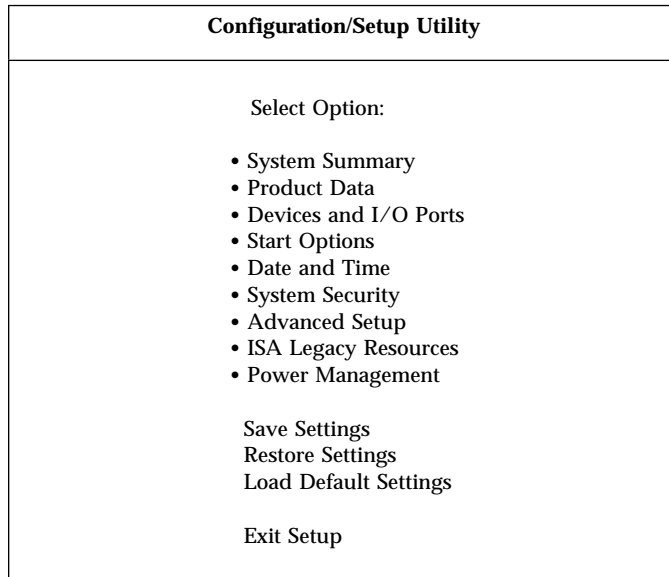 Configuration/Setup Utility
Select Option:
• System Summary
• Product Data
• Devices and I/O Ports
• Start Options
• Date and Time
• System Security
• Advanced Setup
• ISA Legacy Resources
• Power Management
Save Settings
Restore Settings
Load Default Settings
Exit Setup